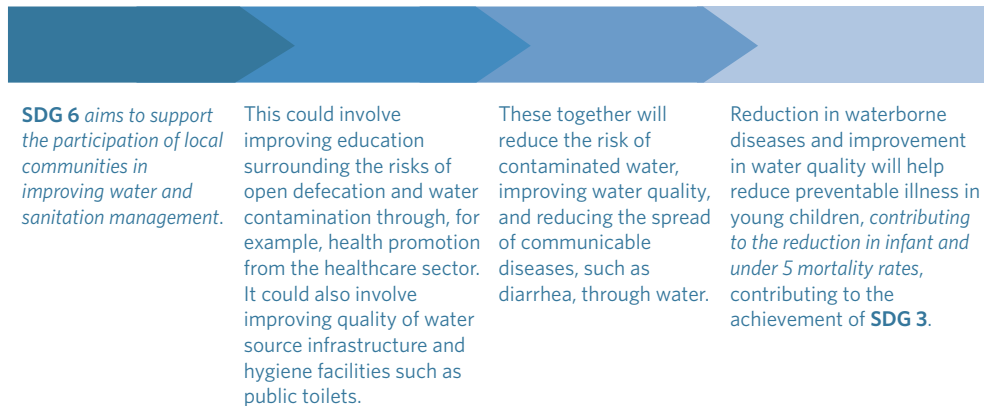 SDG 6 aims to support
the participation of local
communities in
improving water and
sanitation management.
This could involve
improving education
surrounding the risks of
open defecation and water
contamination through, for
example, health promotion
from the healthcare sector.
It could also involve
improving quality of water
source infrastructure and
hygiene facilities such as
public toilets.
These together will
reduce the risk of
contaminated water,
improving water quality,
and reducing the spread
of communicable
diseases, such as
diarrhea, through water.
Reduction in waterborne
diseases and improvement
in water quality will help
reduce preventable illness in
young children, contributing
to the reduction in infant and
under 5 mortality rates,
contributing to the
achievement of SDG 3.